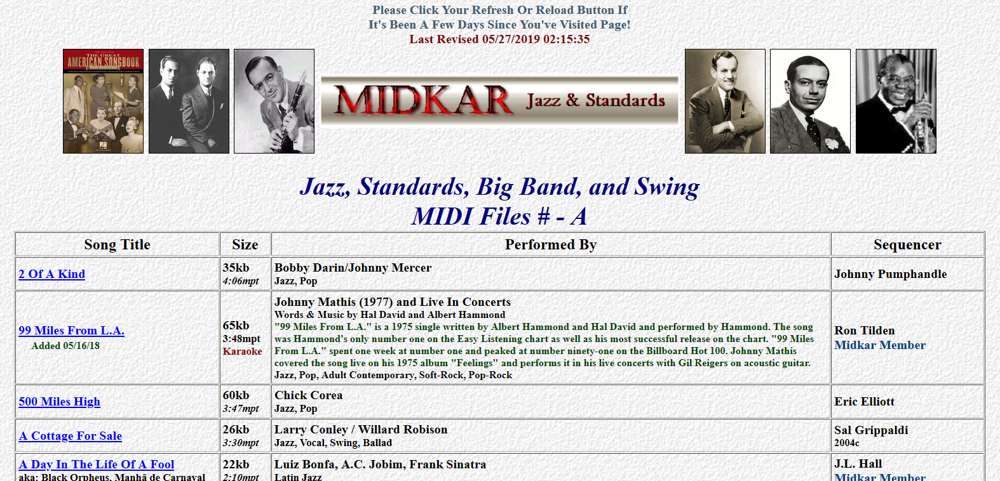 Please Click Your Refresh Or Reload Button If
It's Been A Few Days Since You've Visited Page!
Last Revised 05/27/2019 02:15:35
THE GREAT
AMERICAN SONGBOOK
MIDKAR Jazz & Standards
Jazz, Standards, Big Band, and Swing
MIDI Files # - A
Song Title Size Performed By Sequencer
2 Of A Kind
35kb
4:06mpt
Bobby Darin/Johnny Mercer
Jazz, Pop
Johnny Pumphandle
99 Miles From L.A.
Added 05/16/18
65kb
3:48mpt
Karaoke
Johnny Mathis (1977) and Live In Concerts
Words & Music by Hal David and Albert Hammond
"99 Miles From L.A." is a 1975 single written by Albert Hammond and Hal David and performed by Hammond. The song
was Hammond's only number one on the Easy Listening chart as well as his most successful release on the chart. "99 Miles
From L.A." spent one week at number one and peaked at number ninety-one on the Billboard Hot 100. Johnny Mathis
covered the song live on his 1975 album "Feelings" and performs it in his live concerts with Gil Reigers on acoustic guitar.
Jazz, Pop, Adult Contemporary, Soft-Rock, Pop-Rock
Ron Tilden
Midkar Member
500 Miles High
60kb
3:47mpt
Chick Corea
Jazz, Pop
Eric Elliott
A Cottage For Sale
26kb
3:30mpt
Larry Conley / Willard Robison
Jazz, Vocal, Swing, Ballad
Sal Grippaldi
2004c
A Day In The Life Of A Fool
aka: Black Orpheus, Manhã de Carnaval
22kb
2:10mpt
Luiz Bonfa, A.C. Jobim, Frank Sinatra
Latin Jazz
J.L. Hall
Midkar Member